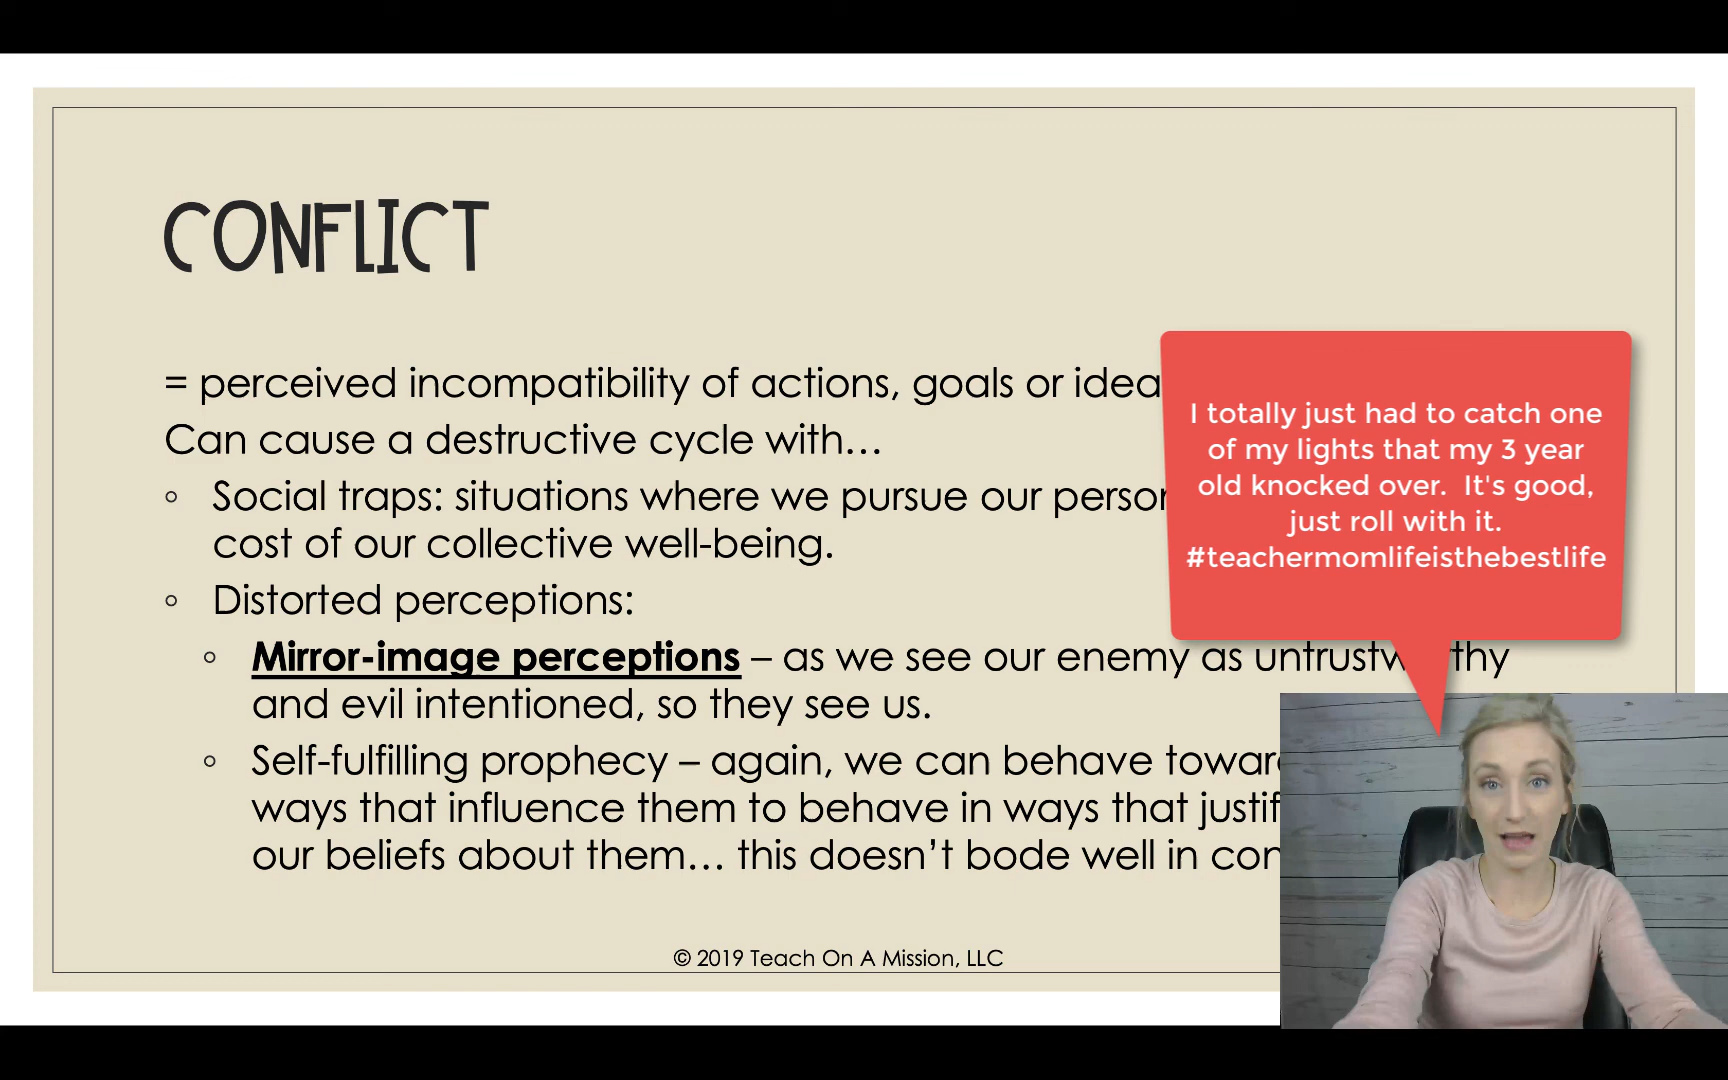 CONFLICT
= perceived incompatibility of actions, goals or idea
Can cause a destructive cycle with…
◦ Social traps: situations where we pursue our person
cost of our collective well-being.
◦ Distorted perceptions:
◦ Mirror-image perceptions – as we see our enemy as untrustw thy
and evil intentioned, so they see us.
◦ Self-fulfilling prophecy – again, we can behave towar
ways that influence them to behave in ways that justif
our beliefs about them… this doesn't bode well in con
© 2019 Teach On A Mission, LLC
I totally just had to catch one
of my lights that my 3 year
old knocked over. It's good,
just roll with it.
#teachermomlifeisthebestlife